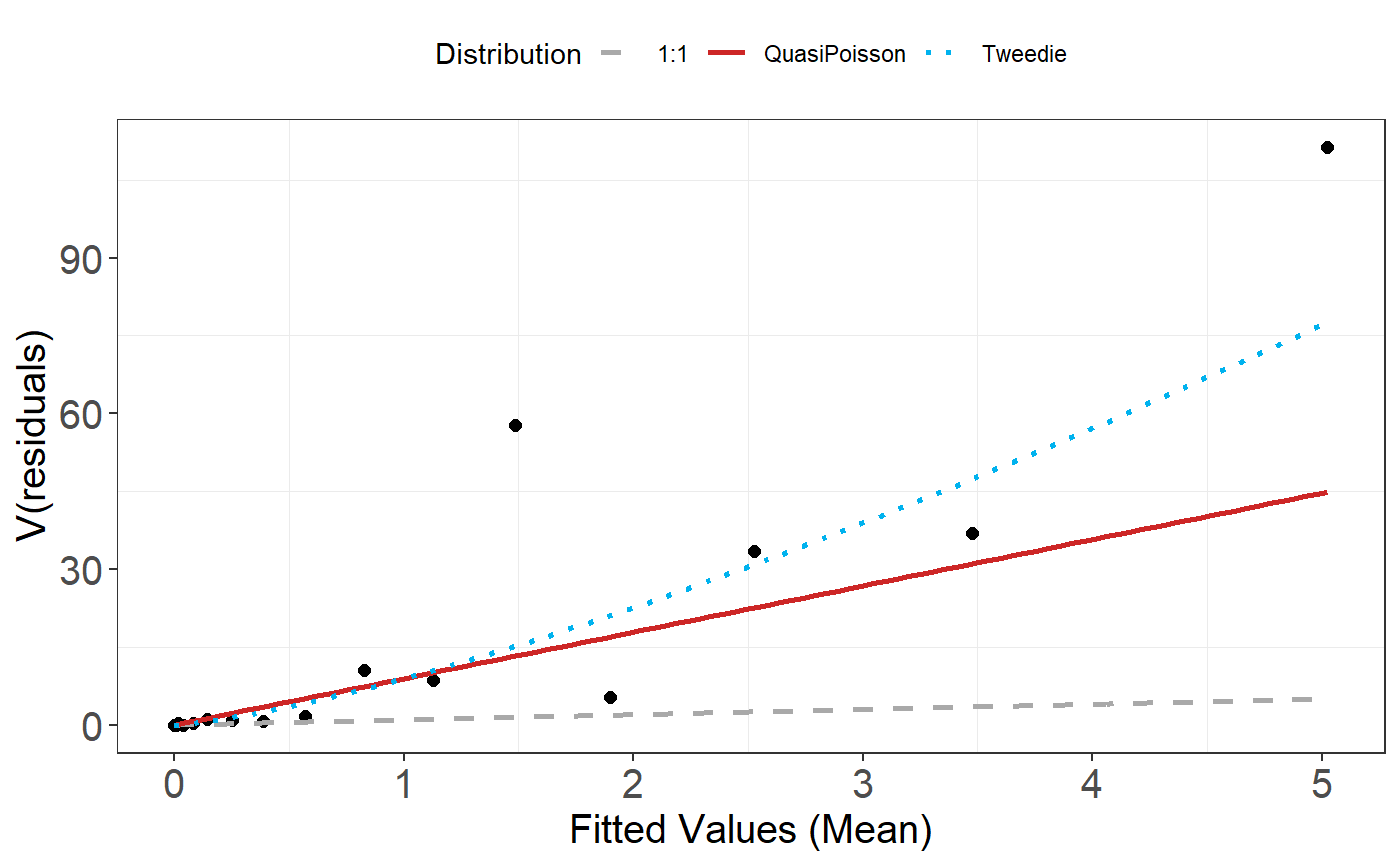 Distribution 1:1 QuasiPoisson Tweedie
90
60
30
0
V(residuals)
0 1 2 3 4 5
Fitted Values (Mean)